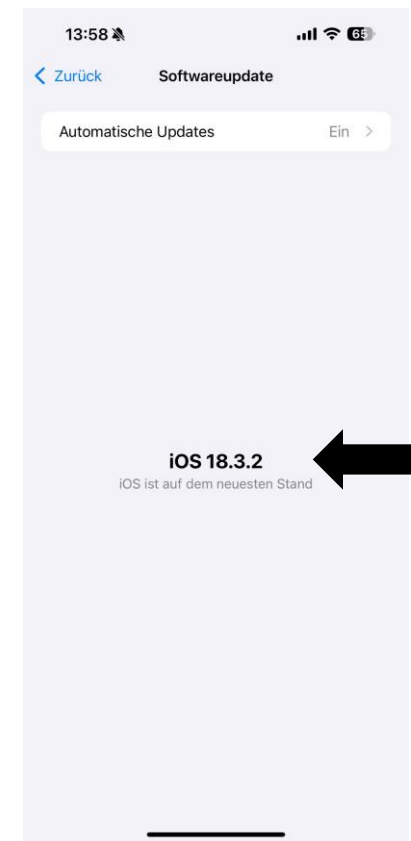 13:58
65
Zurück
Softwareupdate
Automatische Updates
Ein
iOS 18.3.2
iOS ist auf dem neuesten Stand